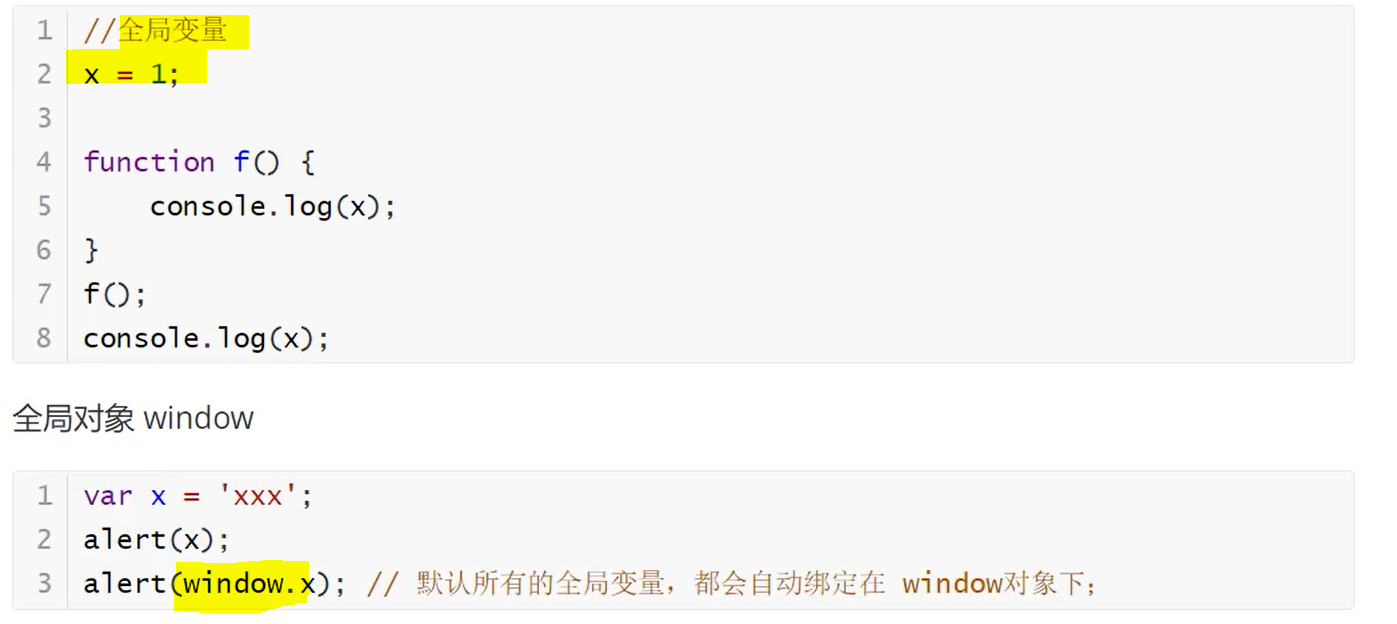 1 //全局变量
2 x = 1;
3
4 function f() {
5     console.log(x);
6 }
7 f();
8 console.log(x);
全局对象 window
1 var x = 'xxx';
2 alert(x);
3 alert(window.x); // 默认所有的全局变量，都会自动绑定在 window对象下；